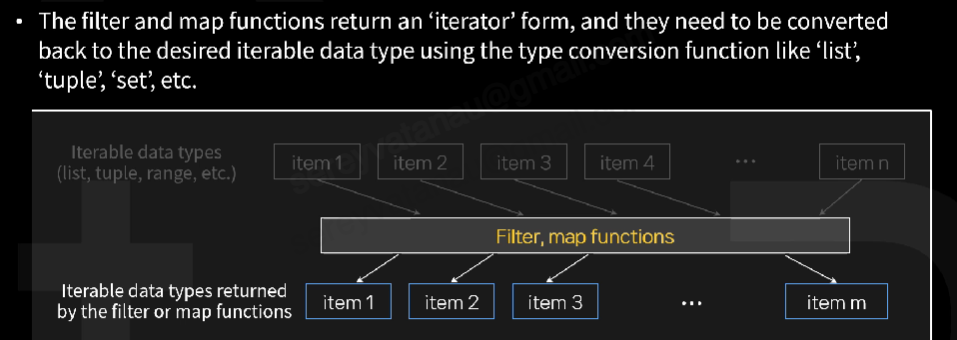 • The filter and map functions return an ‘iterator’ form, and they need to be converted
back to the desired iterable data type using the type conversion function like ‘list’,
‘tuple’, ‘set’, etc.
Iterable data types
(list, tuple, range, etc.)
item 1
item 2
item 3
item 4
...
item n
Filter, map functions
Iterable data types returned
by the filter or map functions
item 1
item 2
item 3
...
item m